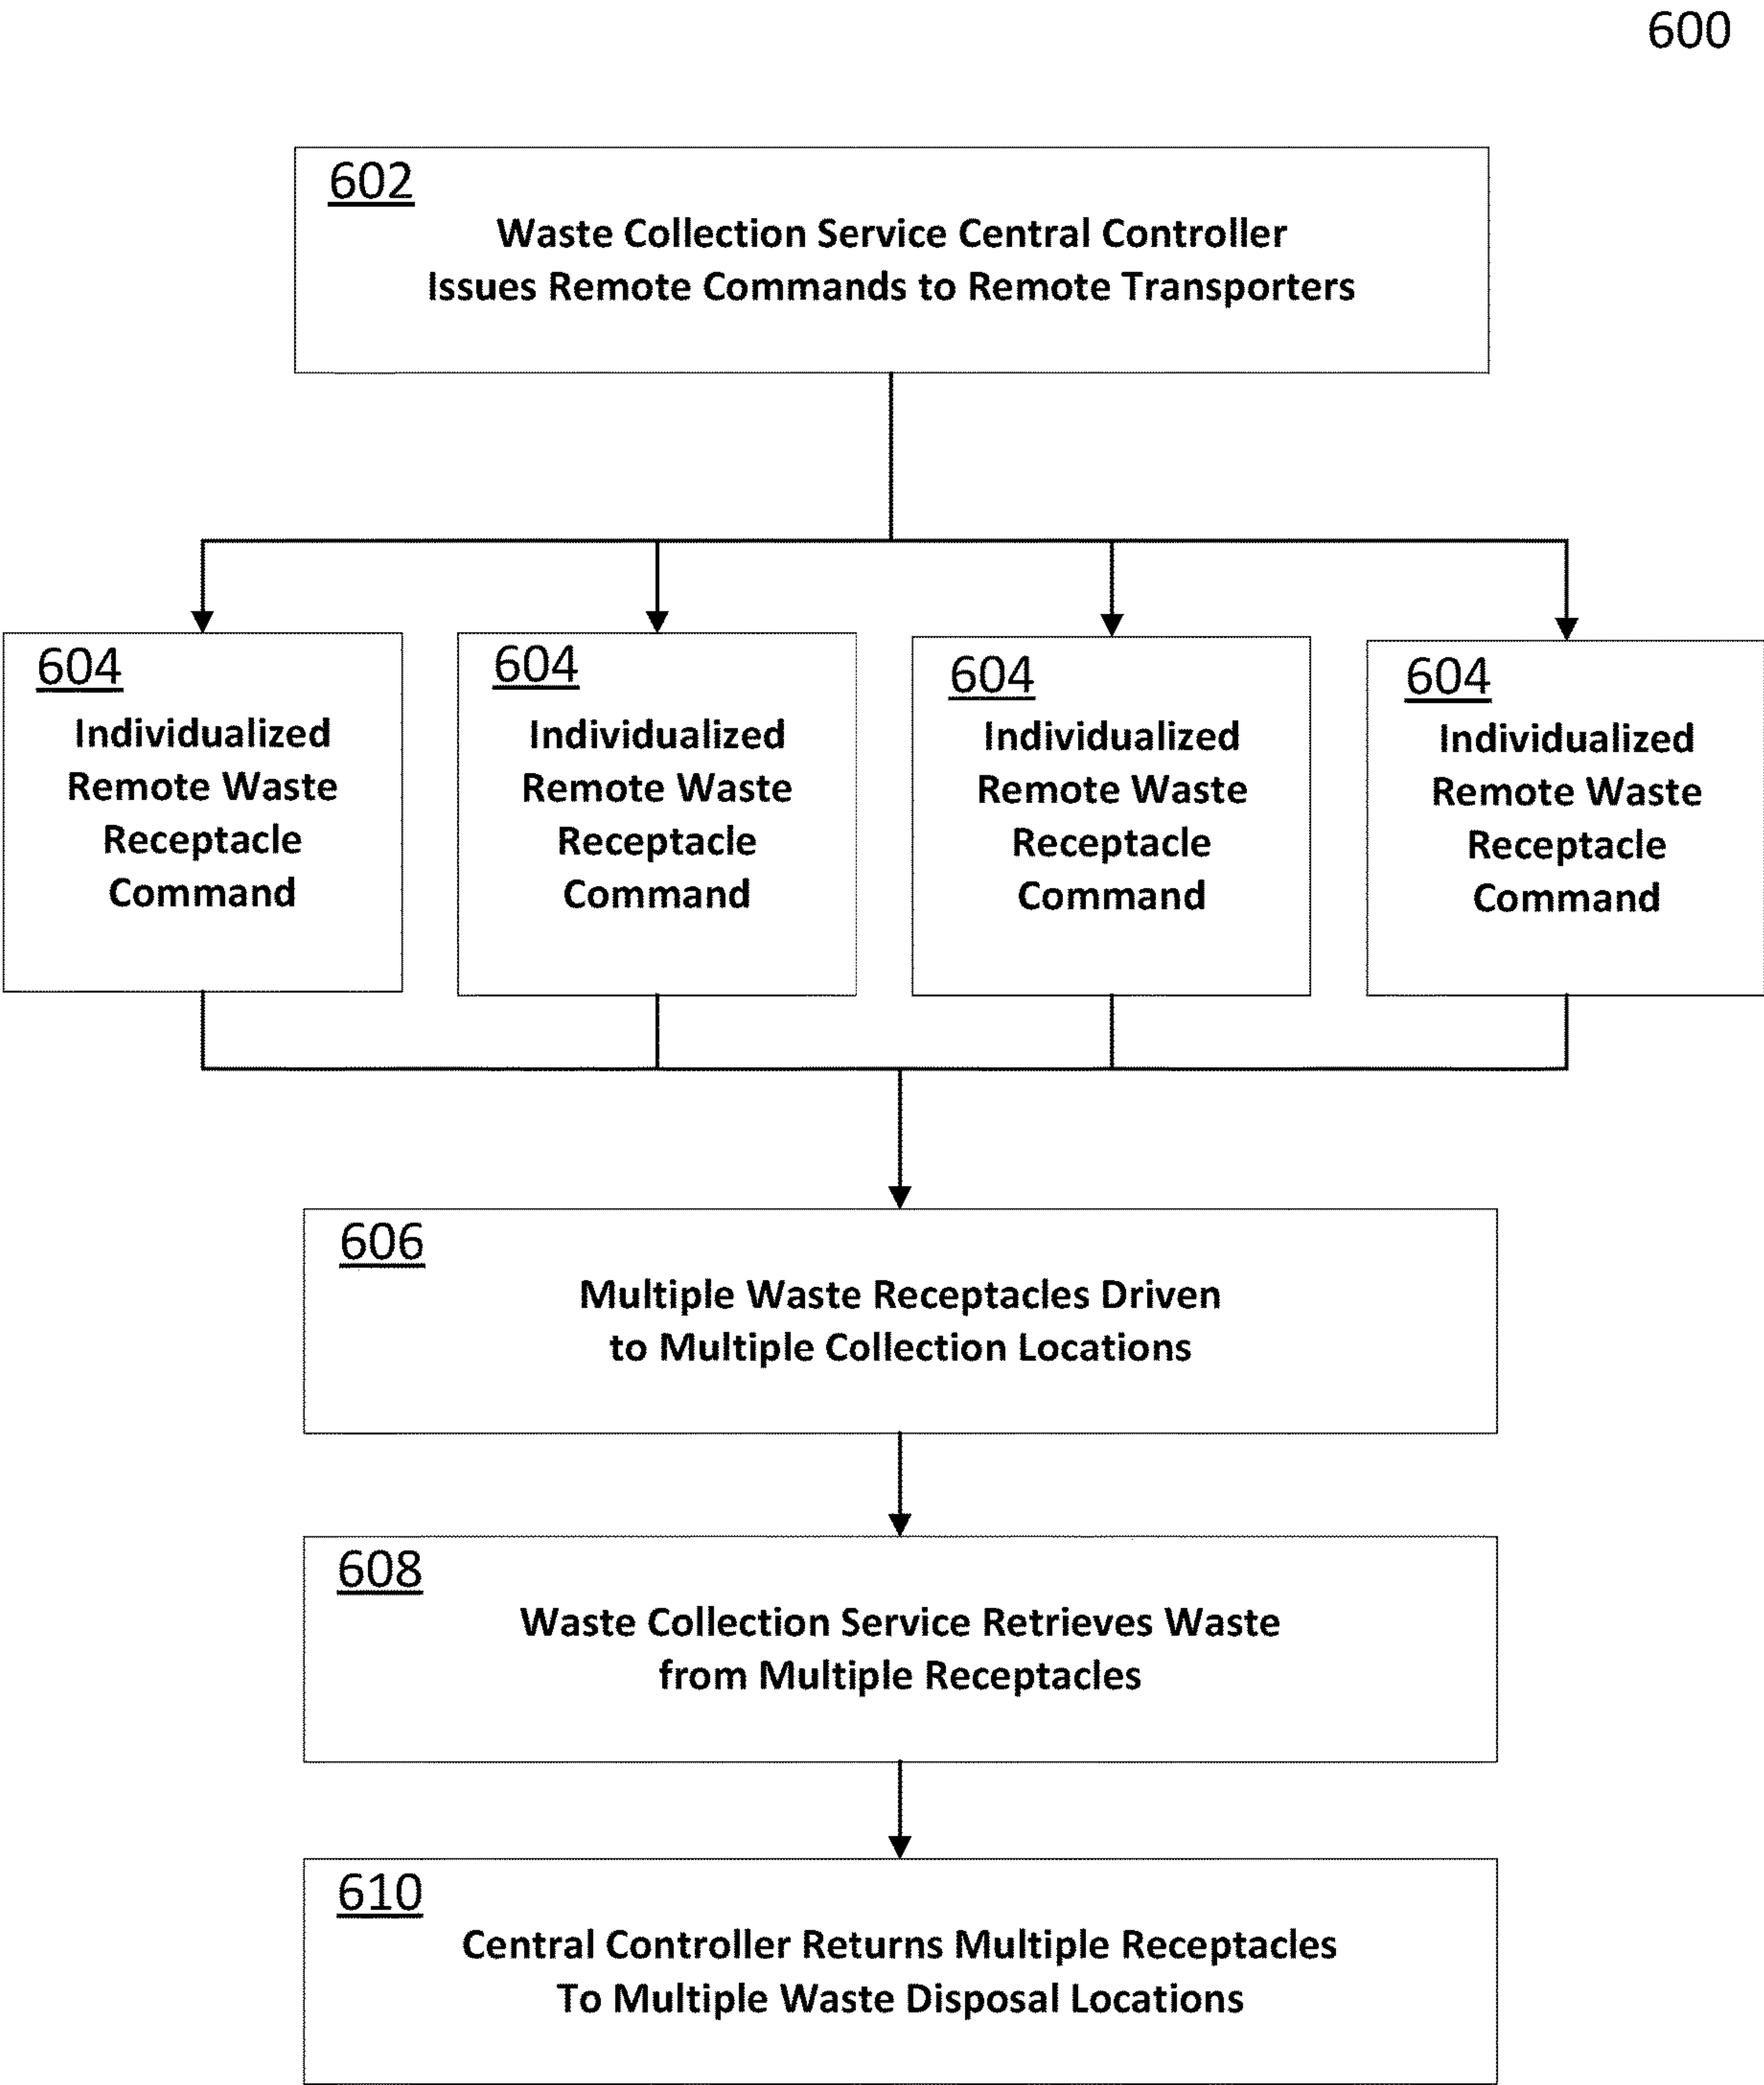 600
602
Waste Collection Service Central Controller
Issues Remote Commands to Remote Transporters
604
Individualized
Remote Waste
Receptacle
Command
604
Individualized
Remote Waste
Receptacle
Command
604
Individualized
Remote Waste
Receptacle
Command
604
Individualized
Remote Waste
Receptacle
Command
606
Multiple Waste Receptacles Driven
to Multiple Collection Locations
608
Waste Collection Service Retrieves Waste
from Multiple Receptacles
610
Central Controller Returns Multiple Receptacles
To Multiple Waste Disposal Locations